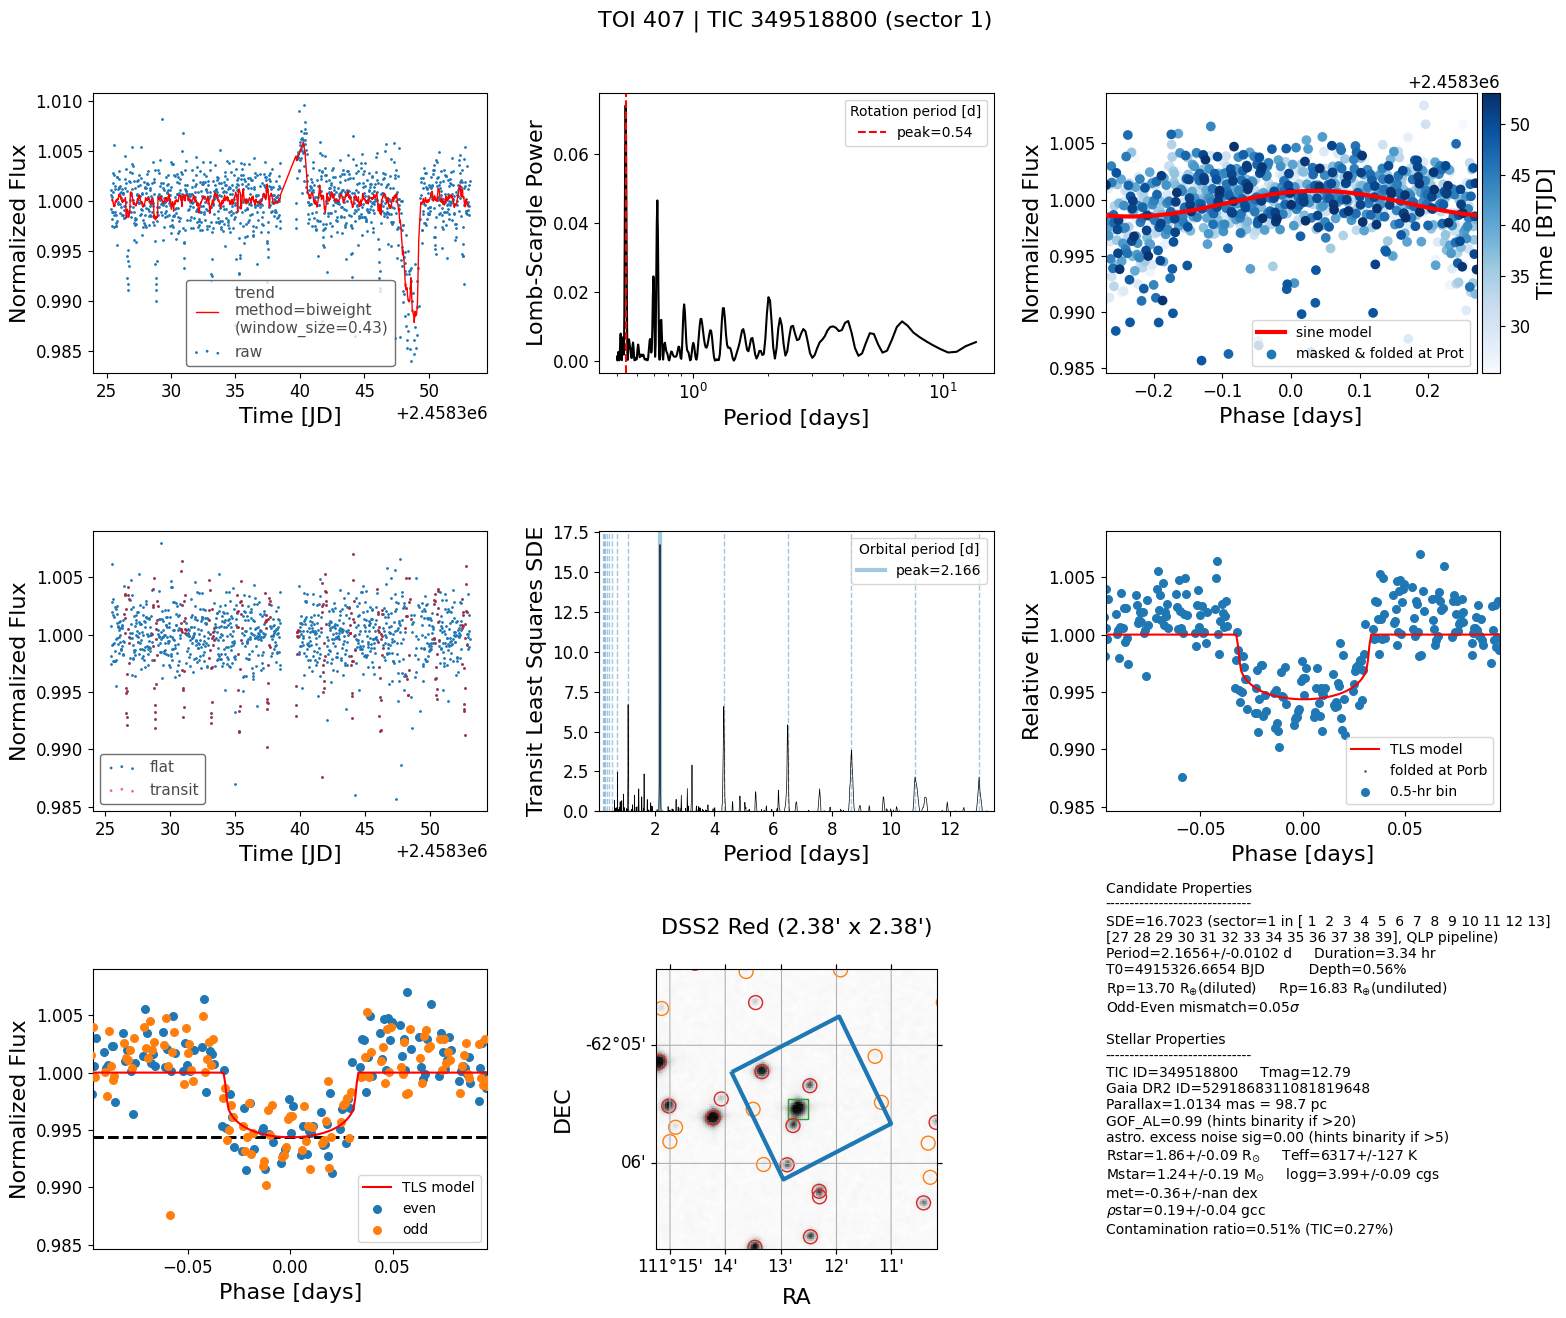 TOI 407 | TIC 349518800 (sector 1)
1.010
1.005
1.000
0.995
0.990
0.985
Normalized Flux
trend
method=biweight
(window_size=0.43)
raw
25 30 35 40 45 50
Time [JD]
+2.4583e6
0.06
0.04
0.02
0.00
Lomb-Scargle Power
Rotation period [d]
peak=0.54
10^0 10^1
Period [days]
+2.4583e6
1.005
1.000
0.995
0.990
0.985
Normalized Flux
sine model
masked & folded at Prot
−0.2 −0.1 0.0 0.1 0.2
Phase [days]
50
45
40
35
30
Time [BTJD]
1.005
1.000
0.995
0.990
0.985
Normalized Flux
flat
transit
25 30 35 40 45 50
Time [JD]
+2.4583e6
17.5
15.0
12.5
10.0
7.5
5.0
2.5
0.0
Transit Least Squares SDE
Orbital period [d]
peak=2.166
2 4 6 8 10 12
Period [days]
1.005
1.000
0.995
0.990
0.985
Relative flux
TLS model
folded at Porb
0.5-hr bin
−0.05 0.00 0.05
Phase [days]
1.005
1.000
0.995
0.990
0.985
Normalized Flux
TLS model
even
odd
−0.05 0.00 0.05
Phase [days]
DSS2 Red (2.38' x 2.38')
-62°05'
06'
DEC
111°15' 14' 13' 12' 11'
RA
Candidate Properties
-------------------------------
SDE=16.7023 (sector=1 in [ 1 2 3 4 5 6 7 8 9 10 11 12 13]
[27 28 29 30 31 32 33 34 35 36 37 38 39], QLP pipeline)
Period=2.1656+/-0.0102 d Duration=3.34 hr
T0=4915326.6654 BJD Depth=0.56%
Rp=13.70 R⊕(diluted) Rp=16.83 R⊕(undiluted)
Odd-Even mismatch=0.05σ
Stellar Properties
-------------------------------
TIC ID=349518800 Tmag=12.79
Gaia DR2 ID=5291868311081819648
Parallax=1.0134 mas = 98.7 pc
GOF_AL=0.99 (hints binarity if >20)
astro. excess noise sig=0.00 (hints binarity if >5)
Rstar=1.86+/-0.09 R⊙ Teff=6317+/-127 K
Mstar=1.24+/-0.19 M⊙ logg=3.99+/-0.09 cgs
met=-0.36+/-nan dex
ρstar=0.19+/-0.04 gcc
Contamination ratio=0.51% (TIC=0.27%)